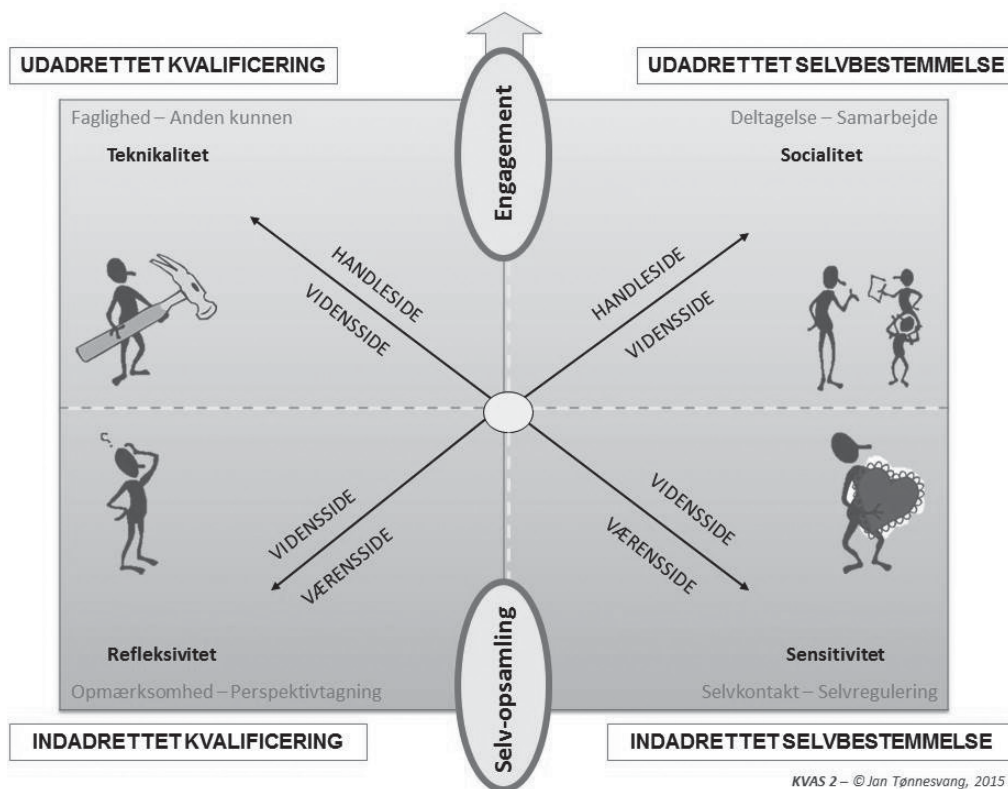 UDADRETTET KVALIFICERING
UDADRETTET SELVBESTEMMELSE
Engagement
Faglighed – Anden kunnen
Teknikalitet
Deltagelse – Samarbejde
Socialitet
HANDLESIDE
VIDENSSIDE
HANDLESIDE
VIDENSSIDE
VIDENSSIDE
VÆRENSSIDE
VIDENSSIDE
VÆRENSSIDE
Refleksivitet
Opmærksomhed – Perspektivtagning
Selv-opsamling
Sensitivitet
Selvkontakt – Selvregulering
INDADRETTET KVALIFICERING
INDADRETTET SELVBESTEMMELSE
KVAS 2 – © Jan Tønnesvang, 2015